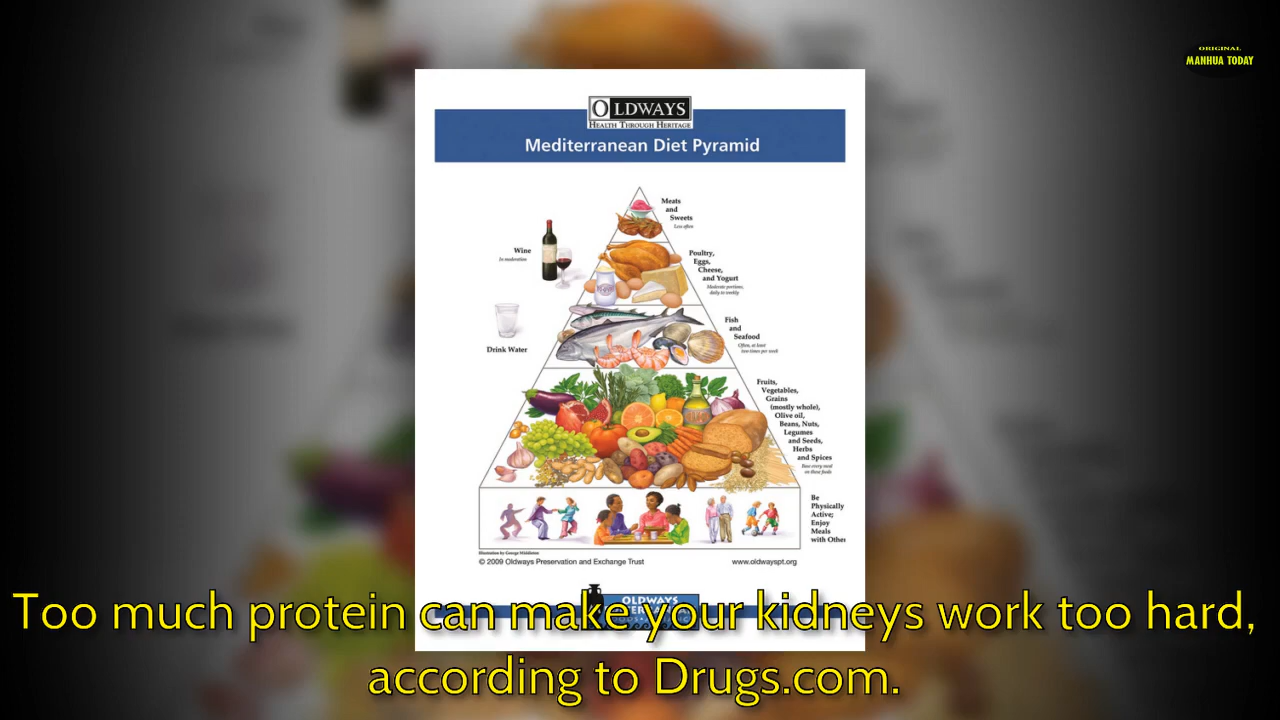 ORIGINAL
MANHUA TODAY
OLDWAYS
HEALTH THROUGH HERITAGE
Mediterranean Diet Pyramid
Meats
and
Sweets
Less often
Wine
In moderation
Poultry,
Eggs,
Cheese,
and Yogurt
Moderate portions,
daily to weekly
Drink Water
Fish
and
Seafood
Often, at least
two times per week
Fruits,
Vegetables,
Grains
(mostly whole),
Olive oil,
Beans, Nuts,
Legumes
and Seeds,
Herbs
and Spices
Base every meal
on these foods
Be
Physically
Active;
Enjoy
Meals
with Other
Illustration by George Middleton
© 2009 Oldways Preservation and Exchange Trust
www.oldwayspt.org
OLDWAYS
Too much protein can make your kidneys work too hard,
according to Drugs.com.